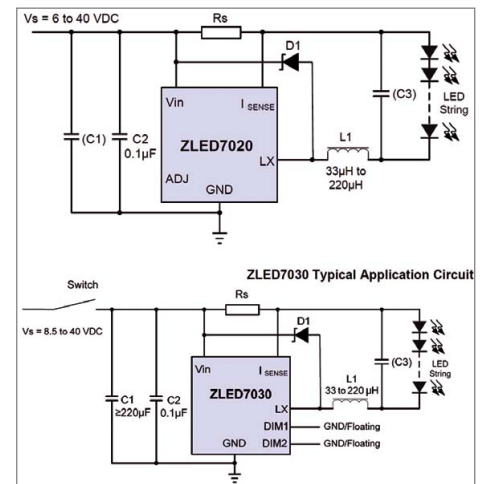 Vs = 6 to 40 VDC
Rs
D1
Vin
I SENSE
(C1)
C2
0.1µF
ZLED7020
LX
L1
33µH to
220µH
(C3)
LED
String
ADJ
GND
ZLED7030 Typical Application Circuit
Switch
Rs
Vs = 8.5 to 40 VDC
D1
Vin
I SENSE
C1
≥220µF
C2
0.1µF
ZLED7030
LX
L1
33 to 220 µH
(C3)
LED
String
DIM1
GND/Floating
GND
DIM2
GND/Floating